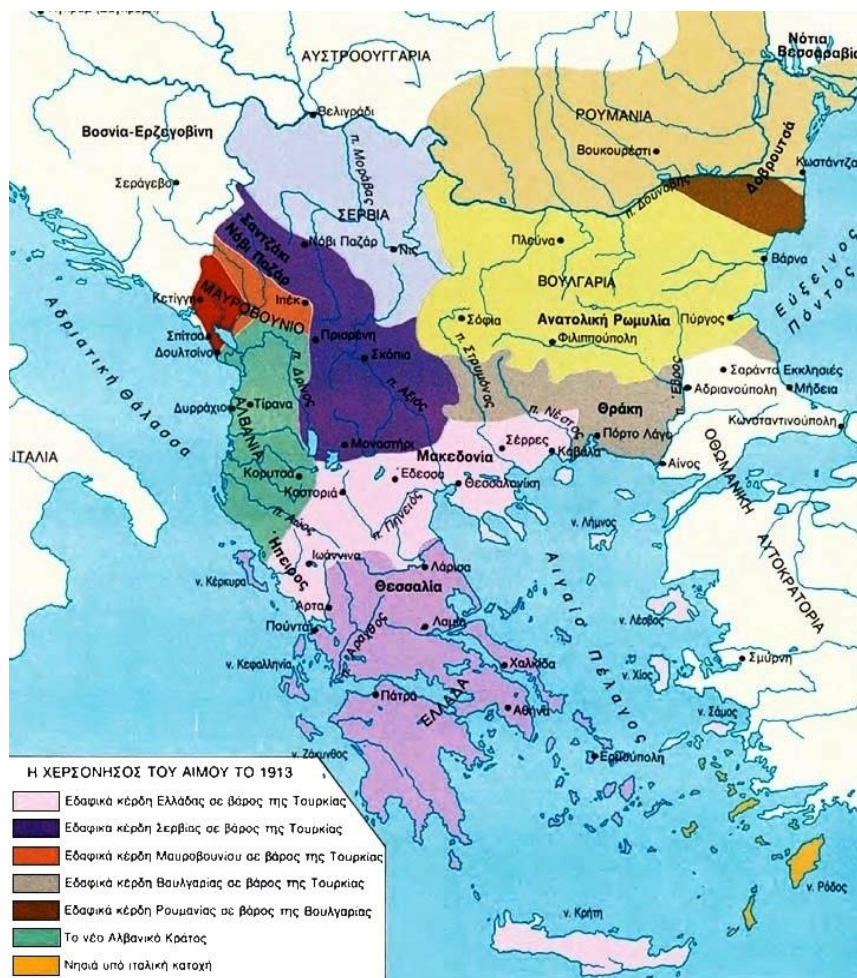 ΑΥΣΤΡΟΟΥΓΓΑΡΙΑ
Νότια
Βεσσαραβία
Βελιγράδι
ΡΟΥΜΑΝΙΑ
Βοσνία-Ερζεγοβίνη
π. Μοράβας
Βουκουρέστι
Δοβρουτσά
Κωστάντζα
Σεράγεβο
ΣΕΡΒΙΑ
π. Δούναβης
Σαντζάκι
Νόβι Παζάρ
Νόβι Παζάρ
Νις
Πλεύνα
Βάρνα
ΒΟΥΛΓΑΡΙΑ
Εύξεινος
Πόντος
Κετίγγη
ΜΑΥΡΟΒΟΥΝΙΟ
Ιπέκ
Σόφια
Ανατολική Ρωμυλία
Πύργος
Αδριατική Θάλασσα
Σπίτσα
Πρισρένη
Φιλιππούπολη
Δουλτσίνο
π. Δρίνος
Σκόπια
π. Στρυμόνας
π. Έβρος
Σαράντα Εκκλησιές
Αδριανούπολη
Μήδεια
π. Αξιός
Δυρράχιο
Τίρανα
ΑΛΒΑΝΙΑ
π. Νέστος
Θράκη
Κωνσταντινούπολη
Μοναστήρι
Μακεδονία
Σέρρες
Πόρτο Λάγο
Καβάλα
ΙΤΑΛΙΑ
Κορυτσά
Έδεσσα
Αίνος
ΟΘΩΜΑΝΙΚΗ
ΑΥΤΟΚΡΑΤΟΡΙΑ
Καστοριά
Θεσσαλονίκη
π. Αώος
π. Πηνειός
ν. Λήμνος
Ήπειρος
Ιωάννινα
ν. Κέρκυρα
Λάρισα
Θεσσαλία
Αιγαίο Πέλαγος
Άρτα
ν. Λέσβος
Πούντα
π. Άραχθος
Λαμία
ν. Κεφαλληνία
Χαλκίδα
Σμύρνη
ν. Χίος
Πάτρα
ΕΛΛΑΔΑ
Αθήνα
ν. Σάμος
ν. Ζάκυνθος
Ερμούπολη
ν. Ρόδος
ν. Κρήτη
Η ΧΕΡΣΟΝΗΣΟΣ ΤΟΥ ΑΙΜΟΥ ΤΟ 1913
Εδαφικά κέρδη Ελλάδας σε βάρος της Τουρκίας
Εδαφικά κέρδη Σερβίας σε βάρος της Τουρκίας
Εδαφικά κέρδη Μαυροβουνίου σε βάρος της Τουρκίας
Εδαφικά κέρδη Βουλγαρίας σε βάρος της Τουρκίας
Εδαφικά κέρδη Ρουμανίας σε βάρος της Βουλγαρίας
Το νέο Αλβανικό Κράτος
Νησιά υπό ιταλική κατοχή